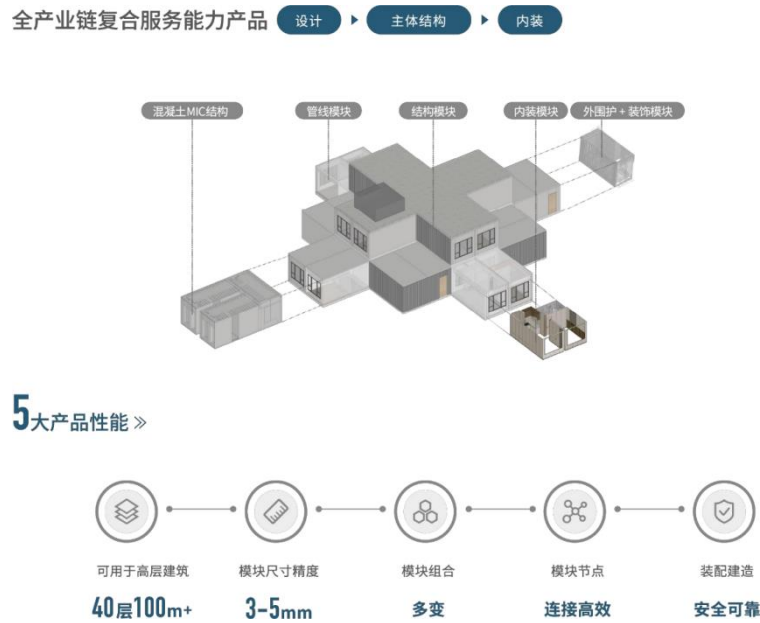 全产业链复合服务能力产品 设计 主体结构 内装
混凝土MIC结构 管线模块 结构模块 内装模块 外围护+装饰模块
5大产品性能
可用于高层建筑 模块尺寸精度 模块组合 模块节点 装配建造
40层100m+ 3-5mm 多变 连接高效 安全可靠